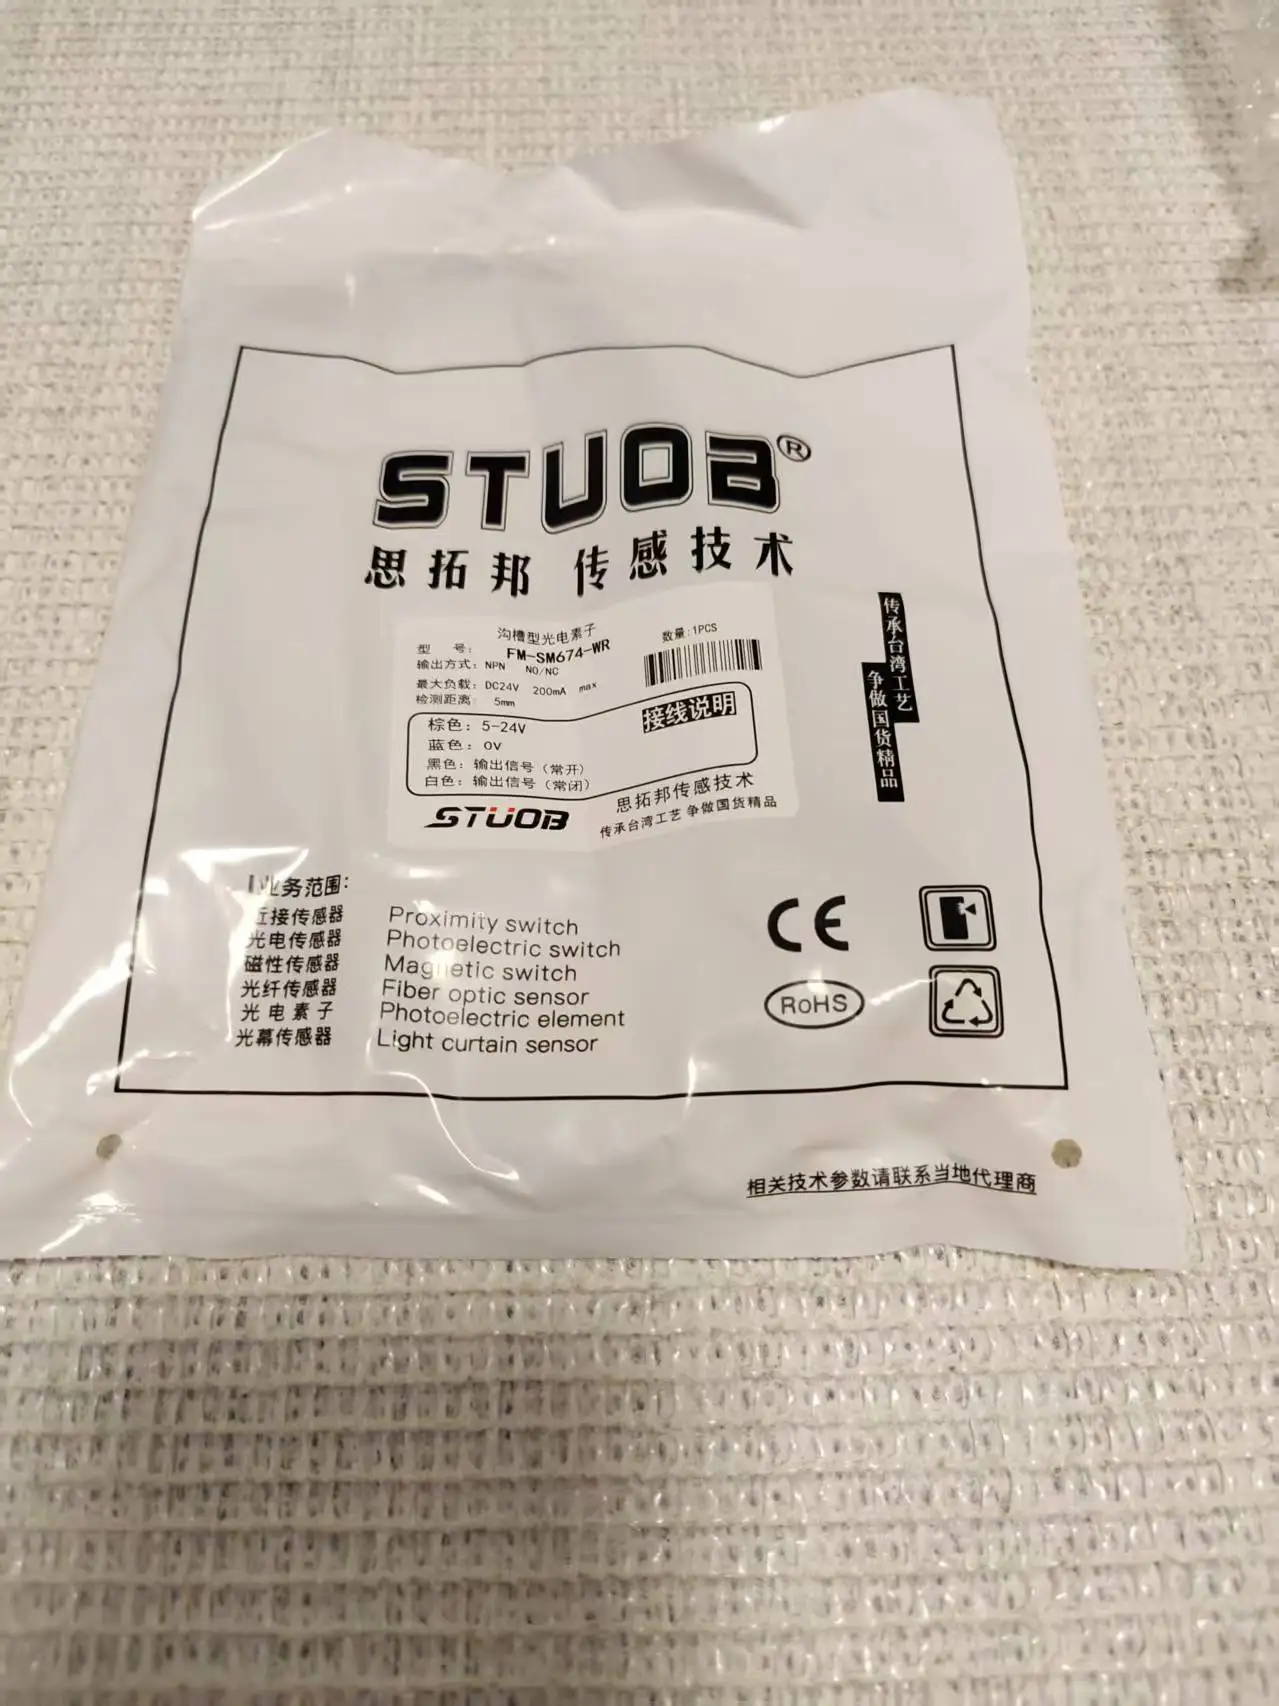 STUOB®
思拓邦 传感技术
沟槽型光电素子
型 号: FM-SM674-WR
数量:1PCS
输出方式: NPN NO/NC
最大负载: DC24V 200mA max
检测距离: 5mm
接线说明
棕色: 5-24V
蓝色: 0V
黑色: 输出信号 (常开)
白色: 输出信号 (常闭)
STUOB
思拓邦传感技术
传承台湾工艺 争做国货精品
传承台湾工艺
争做国货精品
业务范围:
近接传感器 Proximity switch
光电传感器 Photoelectric switch
磁性传感器 Magnetic switch
光纤传感器 Fiber optic sensor
光电素子 Photoelectric element
光幕传感器 Light curtain sensor
CE
RoHS
相关技术参数请联系当地代理商